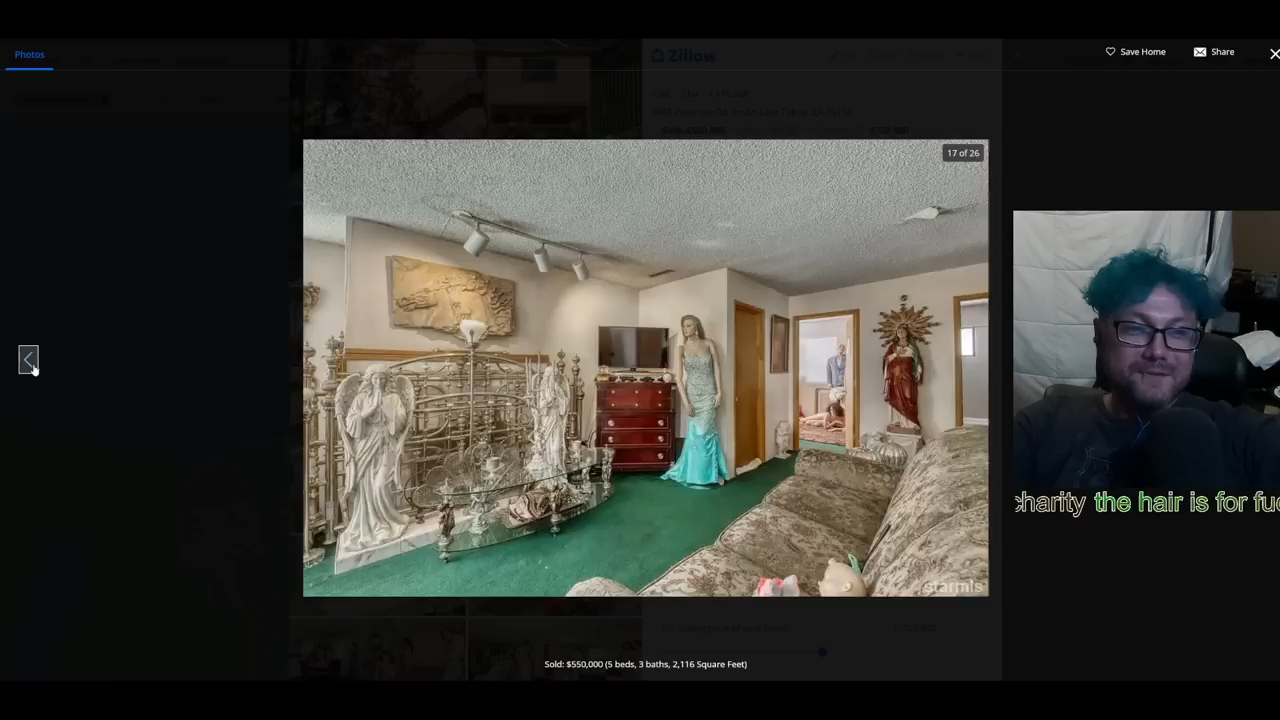 Photos
Zillow
Save Home
Share
17 of 26
starmls
charity the hair is for fu
Sold: $550,000 (5 beds, 3 baths, 2,116 Square Feet)